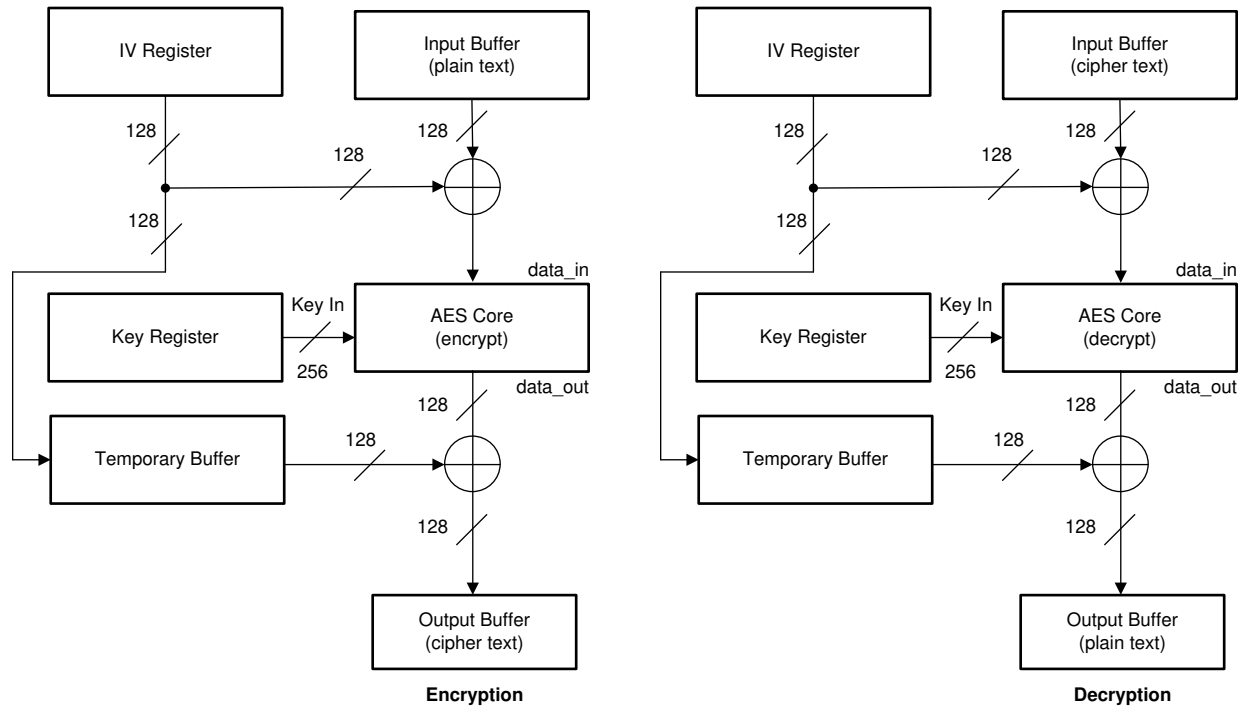 IV Register
Input Buffer
(plain text)
128
128
128
128
data_in
Key Register
Key In
256
AES Core
(encrypt)
data_out
128
Temporary Buffer
128
128
Output Buffer
(cipher text)
Encryption
IV Register
Input Buffer
(cipher text)
128
128
128
128
data_in
Key Register
Key In
256
AES Core
(decrypt)
data_out
128
Temporary Buffer
128
128
Output Buffer
(plain text)
Decryption